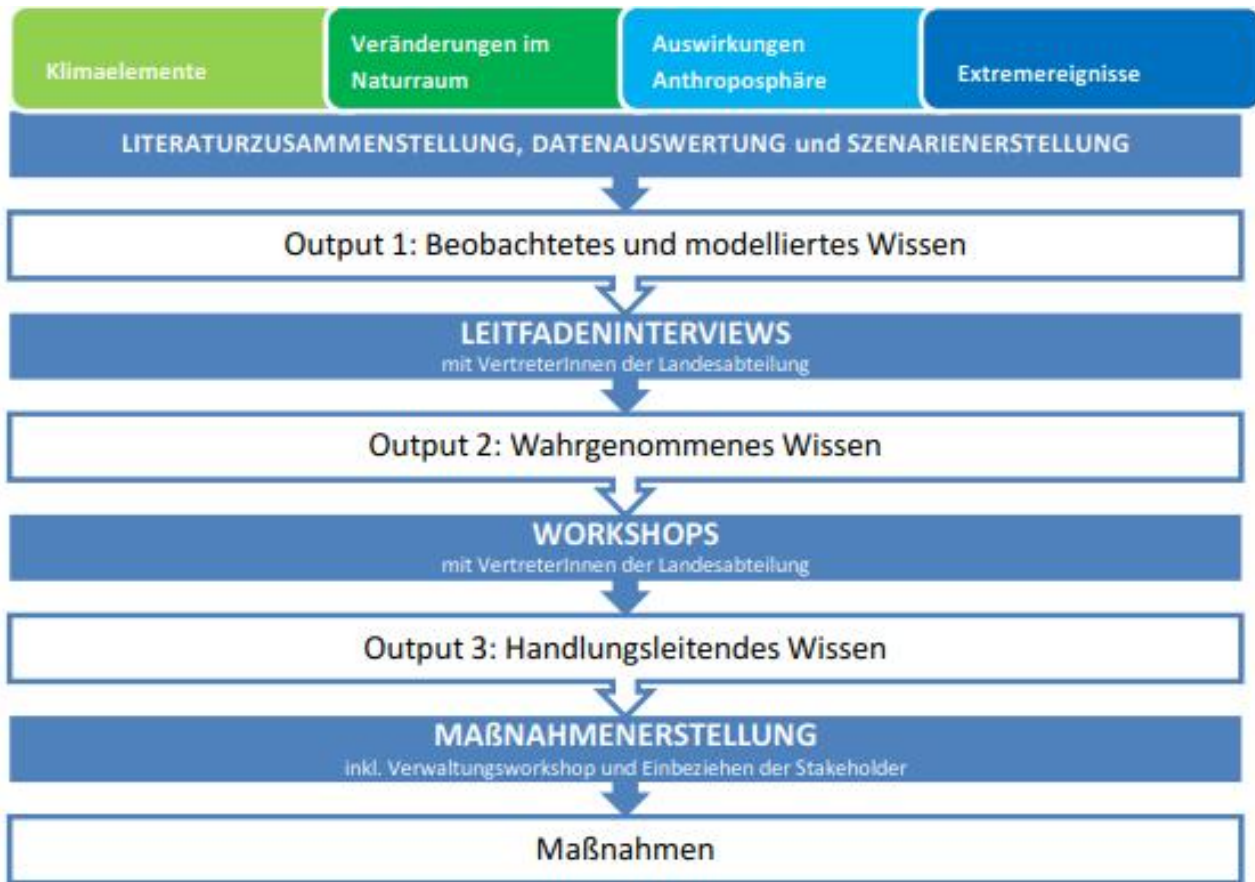 Klimaelemente
Veränderungen im
Naturraum
Auswirkungen
Anthroposphäre
Extremereignisse
LITERATURZUSAMMENSTELLUNG, DATENAUSWERTUNG und SZENARIENERSTELLUNG
Output 1: Beobachtetes und modelliertes Wissen
LEITFADENINTERVIEWS
mit VertreterInnen der Landesabteilung
Output 2: Wahrgenommenes Wissen
WORKSHOPS
mit VertreterInnen der Landesabteilung
Output 3: Handlungsleitendes Wissen
MAßNAHMENERSTELLUNG
inkl. Verwaltungsworkshop und Einbeziehen der Stakeholder
Maßnahmen